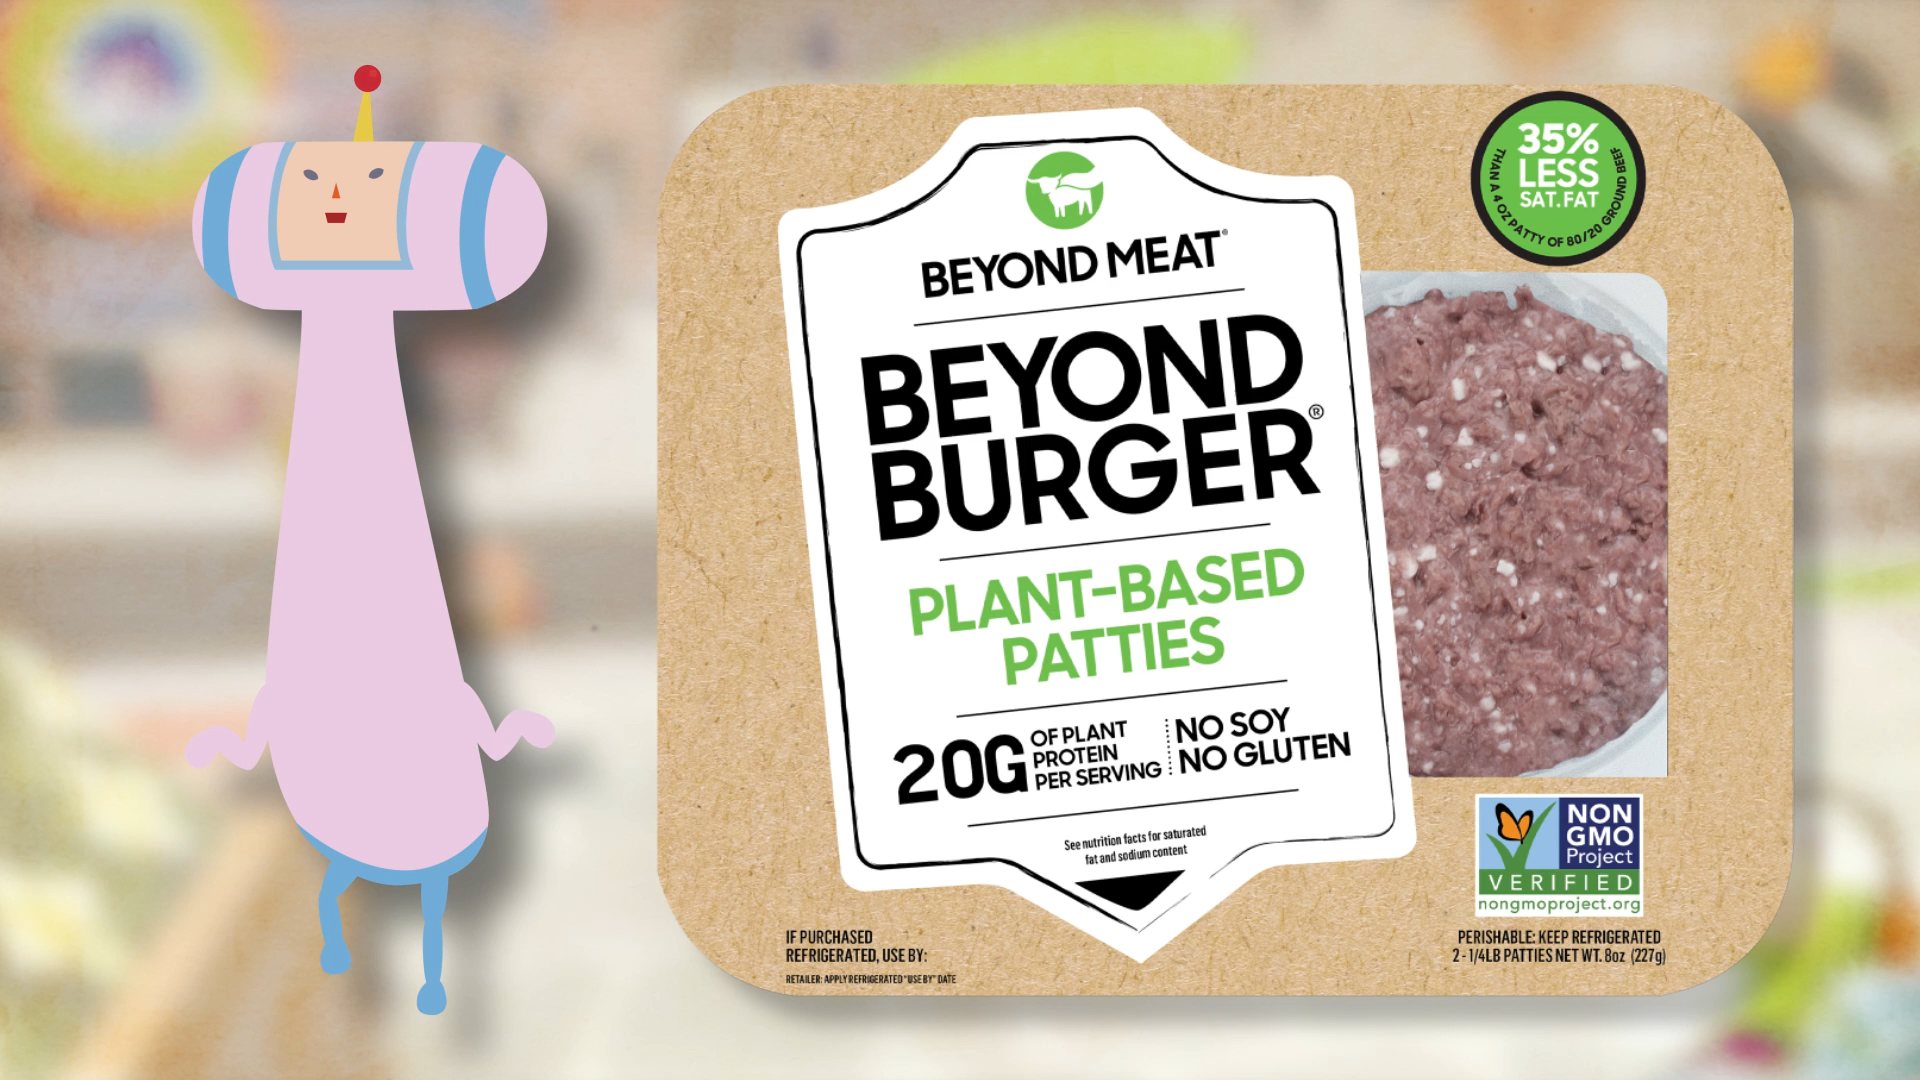 35%
LESS
SAT. FAT
THAN A 4 OZ PATTY OF 80/20 GROUND BEEF
BEYOND MEAT®
BEYOND
BURGER®
PLANT-BASED
PATTIES
20G
OF PLANT
PROTEIN
PER SERVING
NO SOY
NO GLUTEN
See nutrition facts for saturated
fat and sodium content
NON
GMO
Project
VERIFIED
nongmoproject.org
IF PURCHASED
REFRIGERATED, USE BY:
RETAILER: APPLY REFRIGERATED "USE BY" DATE
PERISHABLE: KEEP REFRIGERATED
2 - 1/4LB PATTIES NET WT. 8oz (227g)